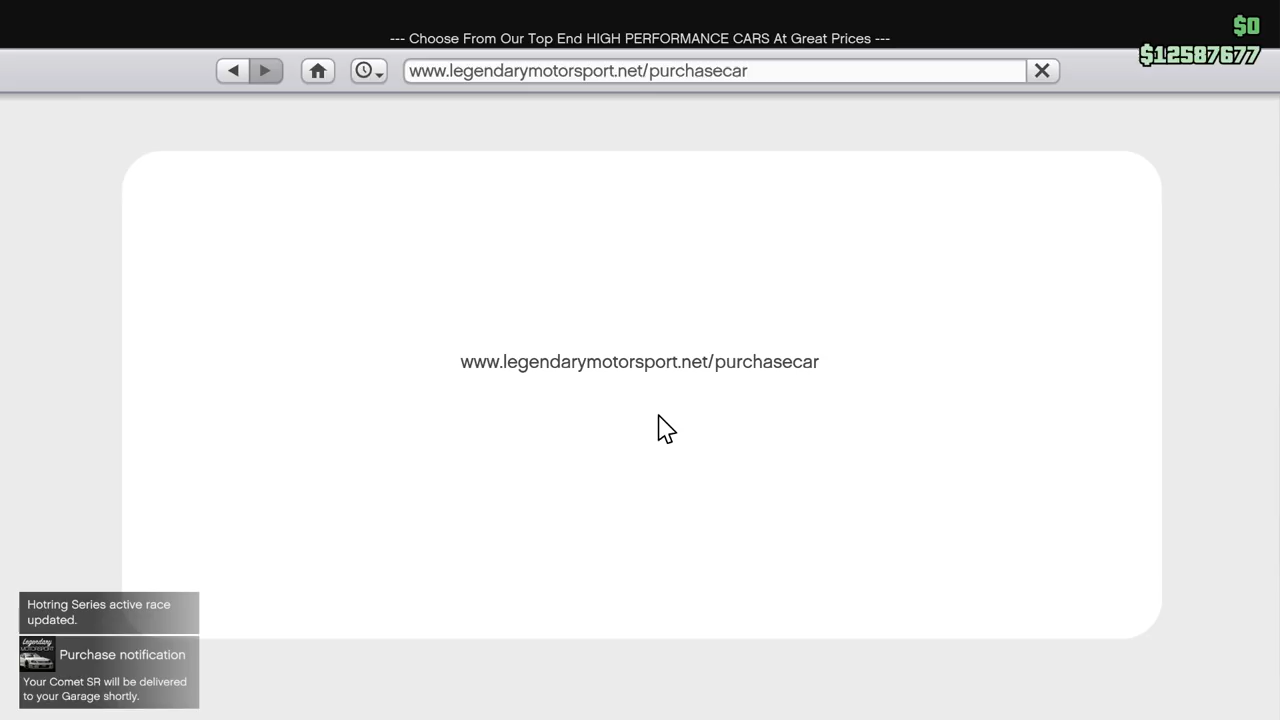 --- Choose From Our Top End HIGH PERFORMANCE CARS At Great Prices ---
$0
$12587677
www.legendarymotorsport.net/purchasecar
www.legendarymotorsport.net/purchasecar
Hotring Series active race
updated.
Legendary
MOTORSPORT
Purchase notification
Your Comet SR will be delivered
to your Garage shortly.